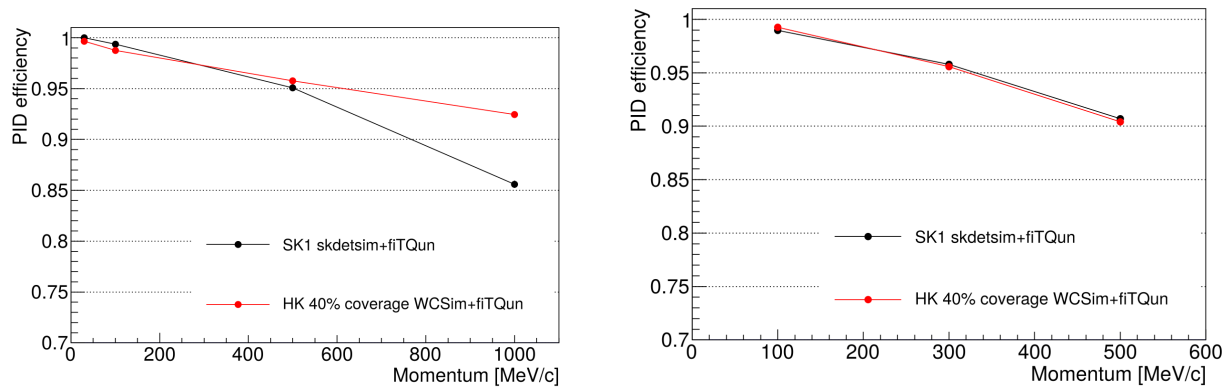 PID efficiency
1
0.95
0.9
0.85
0.8
0.75
0.7
SK1 skdetsim+fiTQun
HK 40% coverage WCSim+fiTQun
0 200 400 600 800 1000
Momentum [MeV/c]
PID efficiency
1
0.95
0.9
0.85
0.8
0.75
0.7
SK1 skdetsim+fiTQun
HK 40% coverage WCSim+fiTQun
0 100 200 300 400 500 600
Momentum [MeV/c]